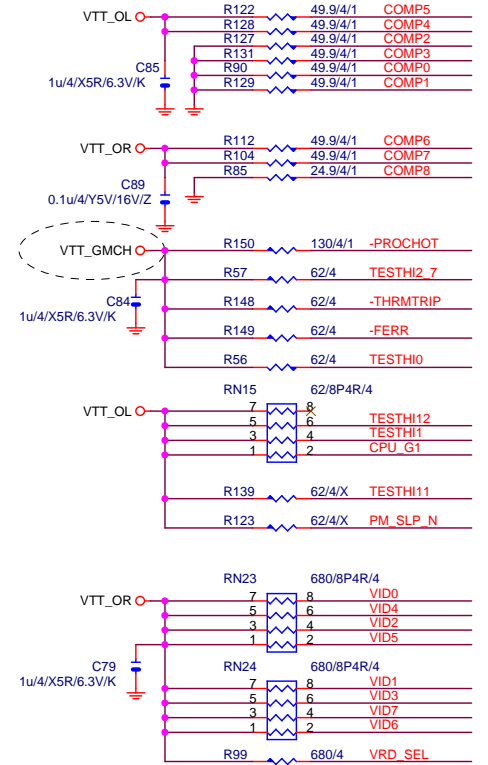 R122 49.9/4/1 COMP5
VTT_OL
R128 49.9/4/1 COMP4
R127 49.9/4/1 COMP2
R131 49.9/4/1 COMP3
C85 R90 49.9/4/1 COMP0
1u/4/X5R/6.3V/K R129 49.9/4/1 COMP1
R112 49.9/4/1 COMP6
VTT_OR
R104 49.9/4/1 COMP7
R85 24.9/4/1 COMP8
C89
0.1u/4/Y5V/16V/Z
VTT_GMCH R150 130/4/1 -PROCHOT
R57 62/4 TESTHI2_7
C84 R148 62/4 -THRMTRIP
1u/4/X5R/6.3V/K
R149 62/4 -FERR
R56 62/4 TESTHI0
RN15 62/8P4R/4
VTT_OL 7 8
5 6 TESTHI12
3 4 TESTHI1
1 2 CPU_G1
R139 62/4/X TESTHI11
R123 62/4/X PM_SLP_N
RN23 680/8P4R/4
VTT_OR 7 8 VID0
5 6 VID4
3 4 VID2
1 2 VID5
C79 RN24 680/8P4R/4
1u/4/X5R/6.3V/K 7 8 VID1
5 6 VID3
3 4 VID7
1 2 VID6
R99 680/4 VRD_SEL